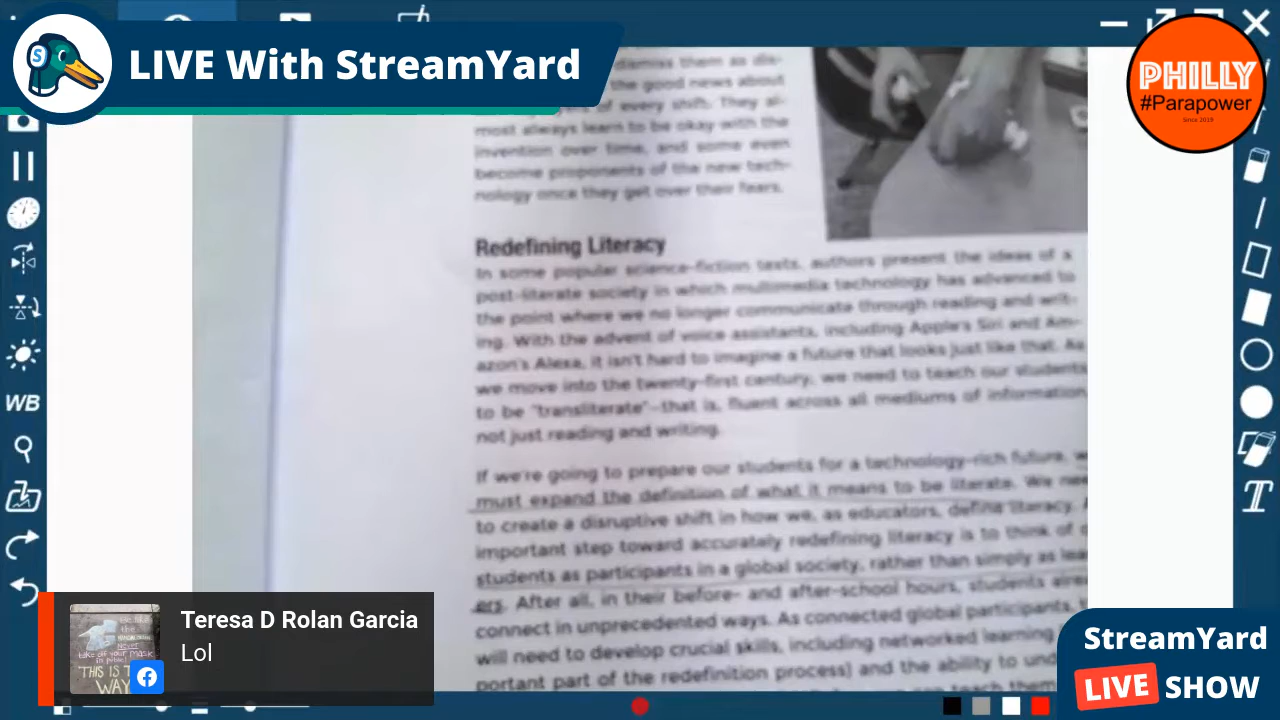 LIVE With StreamYard
PHILLY
#Parapower
Since 2019
dismiss them as dis-
the good news about
of every shift. They al-
most always learn to be okay with the
invention over time, and some even
become proponents of the new tech-
nology once they get over their fears.
Redefining Literacy
In some popular science-fiction texts, authors present the ideas of a
post-literate society in which multimedia technology has advanced to
the point where we no longer communicate through reading and writ-
ing. With the advent of voice assistants, including Apple's Siri and Am-
azon's Alexa, it isn't hard to imagine a future that looks just like that. As
we move into the twenty-first century, we need to teach our students
to be "transliterate"—that is, fluent across all mediums of information,
not just reading and writing.
If we're going to prepare our students for a technology-rich future, w
must expand the definition of what it means to be literate. We nee
to create a disruptive shift in how we, as educators, define literacy. A
important step toward accurately redefining literacy is to think of o
students as participants in a global society, rather than simply as lea
ers. After all, in their before- and after-school hours, students alre
connect in unprecedented ways. As connected global participants, t
will need to develop crucial skills, including networked learning
portant part of the redefinition process) and the ability to und
teach them
WB
T
Teresa D Rolan Garcia
Lol
THIS IS
WAY
StreamYard
LIVE SHOW